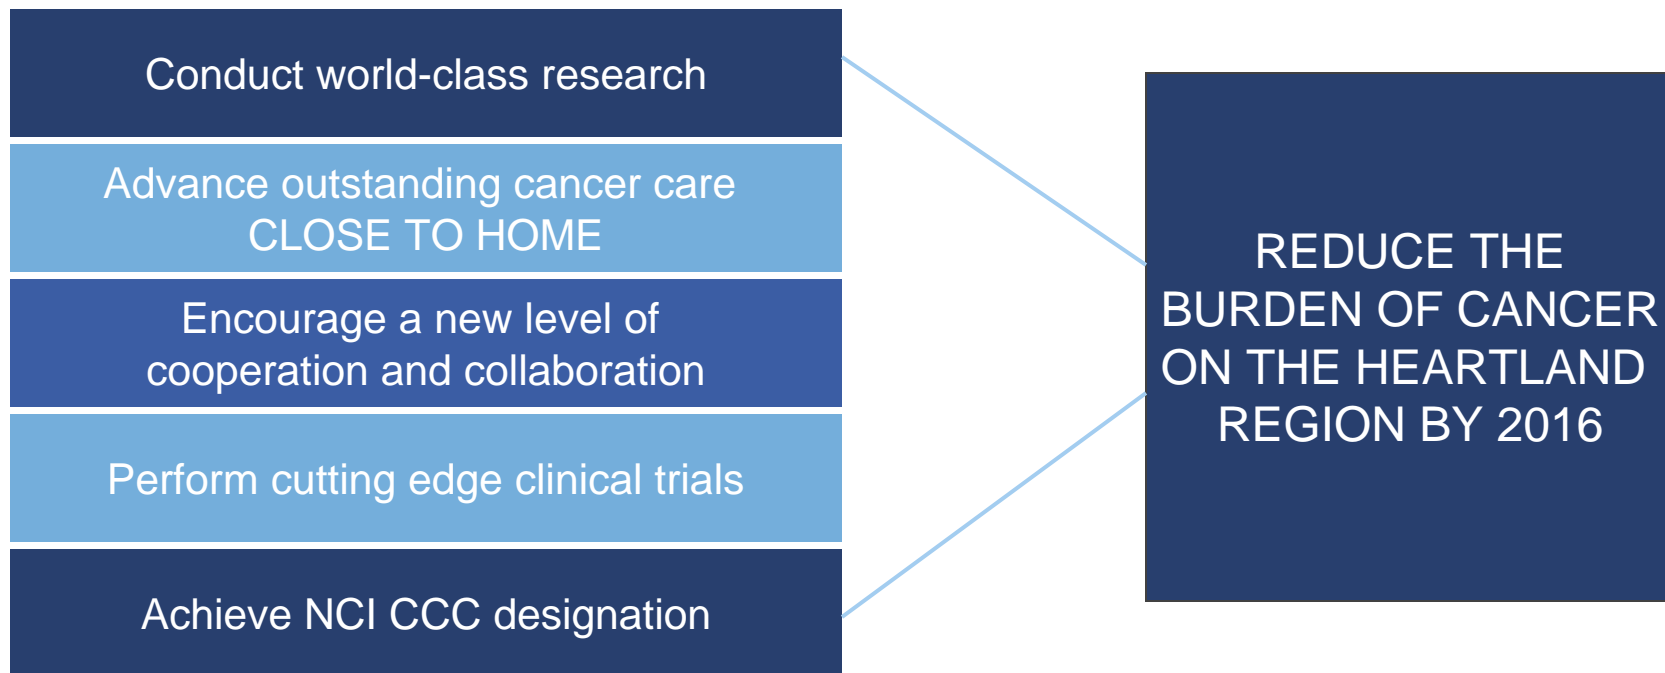 Conduct world-class research
Advance outstanding cancer care
CLOSE TO HOME
Encourage a new level of
cooperation and collaboration
Perform cutting edge clinical trials
Achieve NCI CCC designation
REDUCE THE
BURDEN OF CANCER
ON THE HEARTLAND
REGION BY 2016